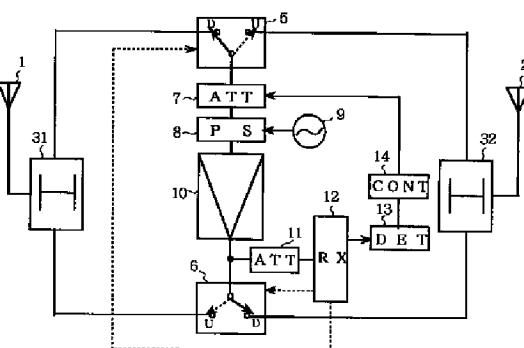 D U 5
1
2
7 ATT
8 PS
9
31
32
14
CONT
10
12
13
11
RX
DET
ATT
6
U D